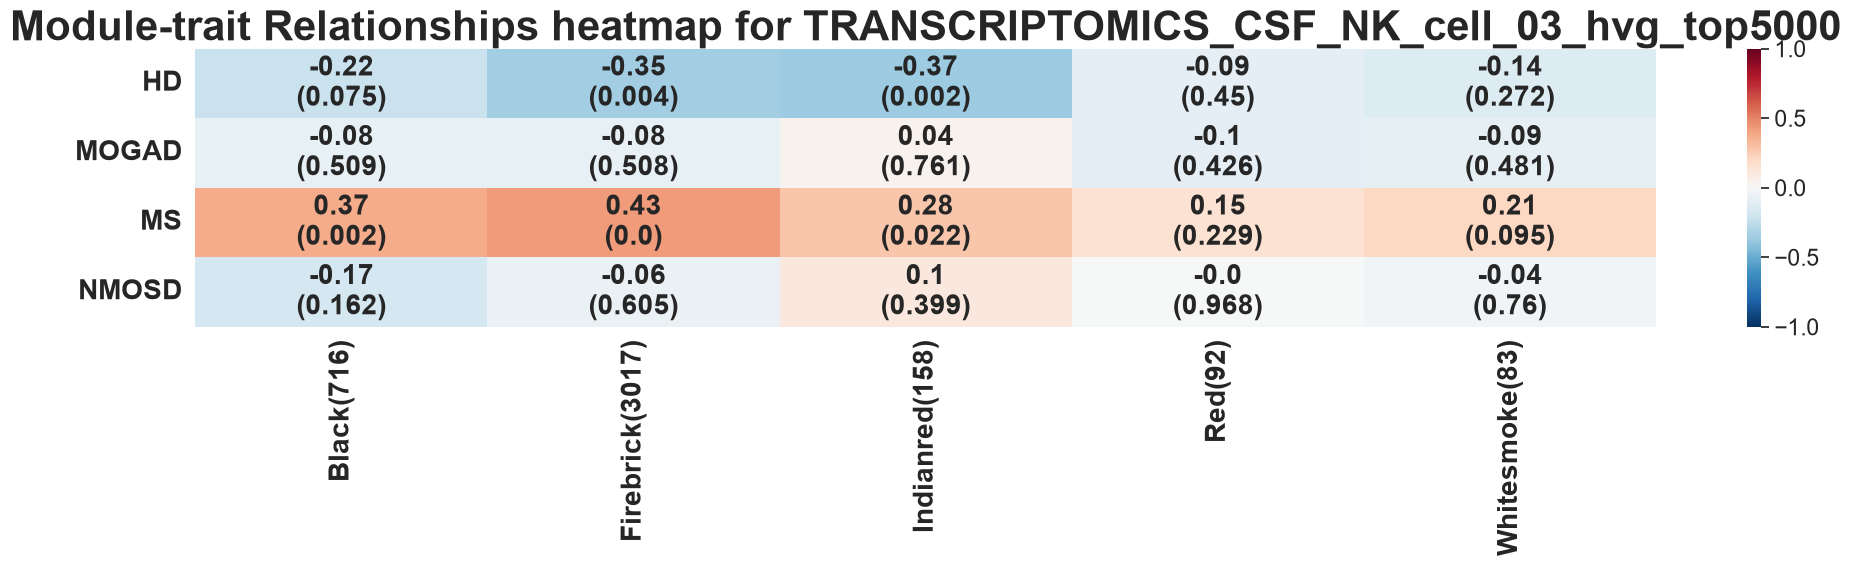 Module-trait Relationships heatmap for TRANSCRIPTOMICS_CSF_NK_cell_03_hvg_top5000
HD
-0.22 -0.35 -0.37 -0.09 -0.14
(0.075) (0.004) (0.002) (0.45) (0.272)
MOGAD
-0.08 -0.08 0.04 -0.1 -0.09
(0.509) (0.508) (0.761) (0.426) (0.481)
MS
0.37 0.43 0.28 0.15 0.21
(0.002) (0.0) (0.022) (0.229) (0.095)
NMOSD
-0.17 -0.06 0.1 -0.0 -0.04
(0.162) (0.605) (0.399) (0.968) (0.76)
Black(716)
Firebrick(3017)
Indianred(158)
Red(92)
Whitesmoke(83)
1.0
0.5
0.0
−0.5
−1.0